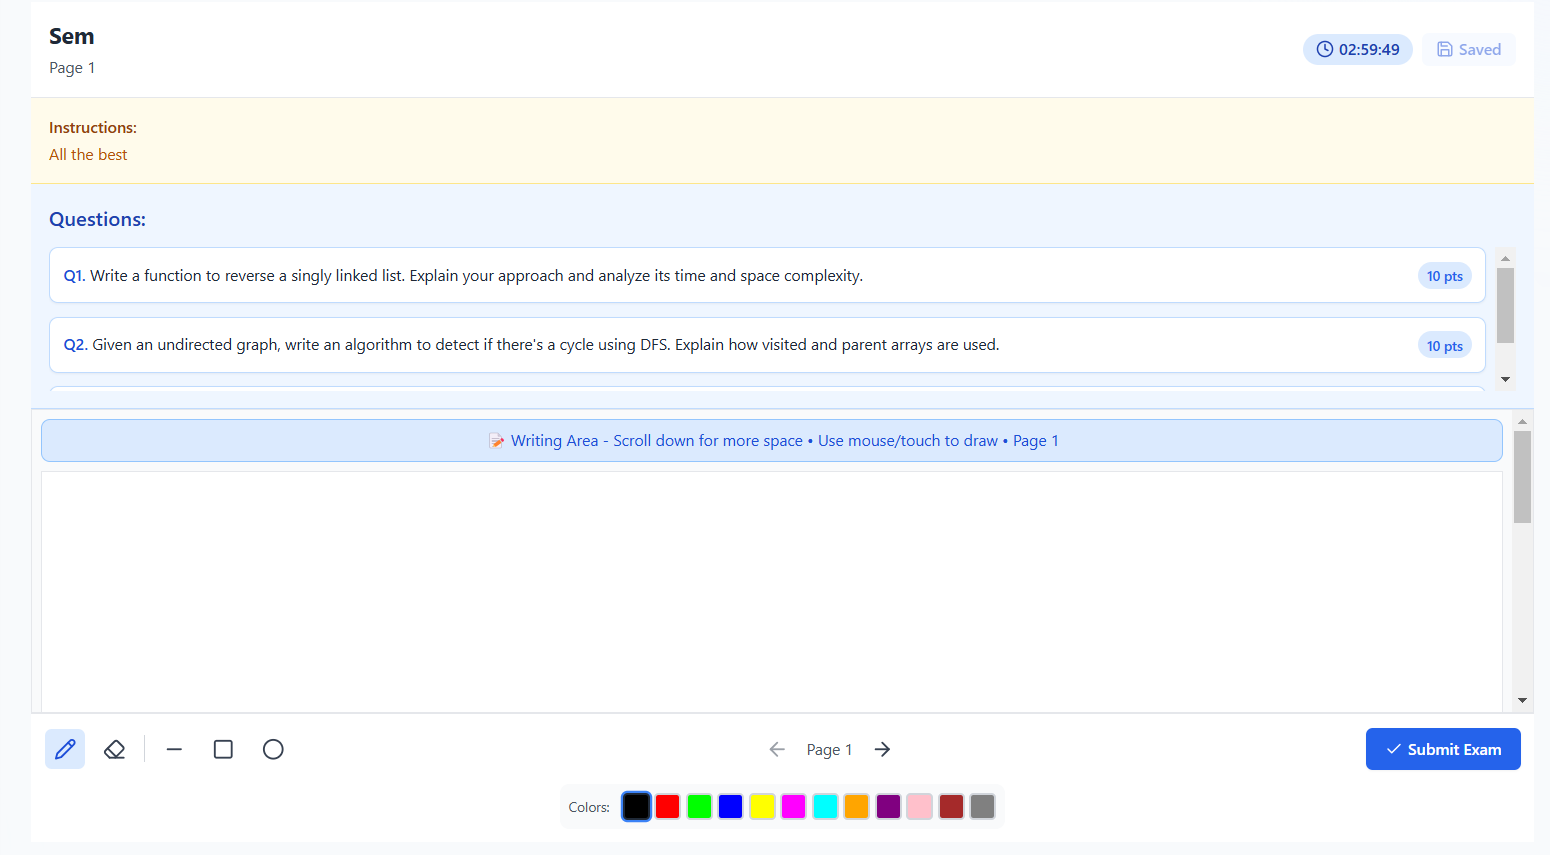 Sem
Page 1
02:59:49
Saved
Instructions:
All the best
Questions:
Q1. Write a function to reverse a singly linked list. Explain your approach and analyze its time and space complexity.
10 pts
Q2. Given an undirected graph, write an algorithm to detect if there's a cycle using DFS. Explain how visited and parent arrays are used.
10 pts
📝 Writing Area - Scroll down for more space • Use mouse/touch to draw • Page 1
Page 1
Submit Exam
Colors: